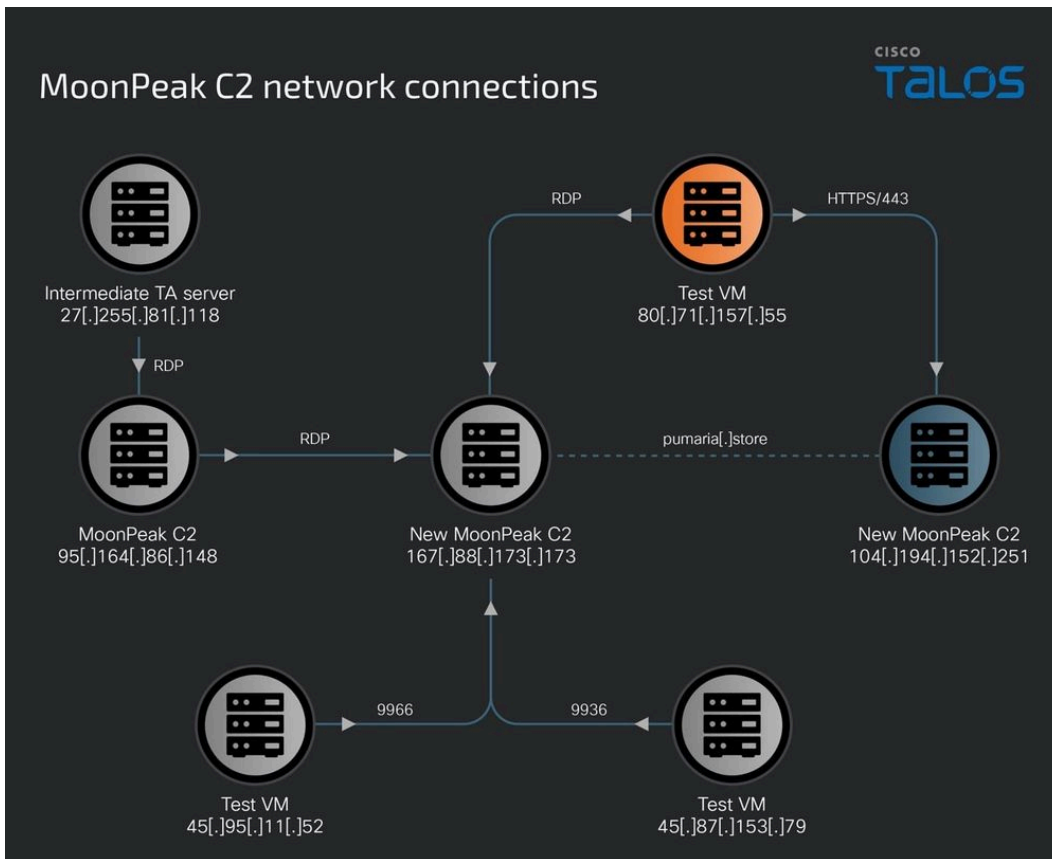 CISCO
TALOS
MoonPeak C2 network connections
RDP
HTTPS/443
Intermediate TA server
27[.]255[.]81[.]118
Test VM
80[.]71[.]157[.]55
RDP
RDP
pumaria[.]store
MoonPeak C2
95[.]164[.]86[.]148
New MoonPeak C2
167[.]88[.]173[.]173
New MoonPeak C2
104[.]194[.]152[.]251
9966
9936
Test VM
45[.]95[.]11[.]52
Test VM
45[.]87[.]153[.]79